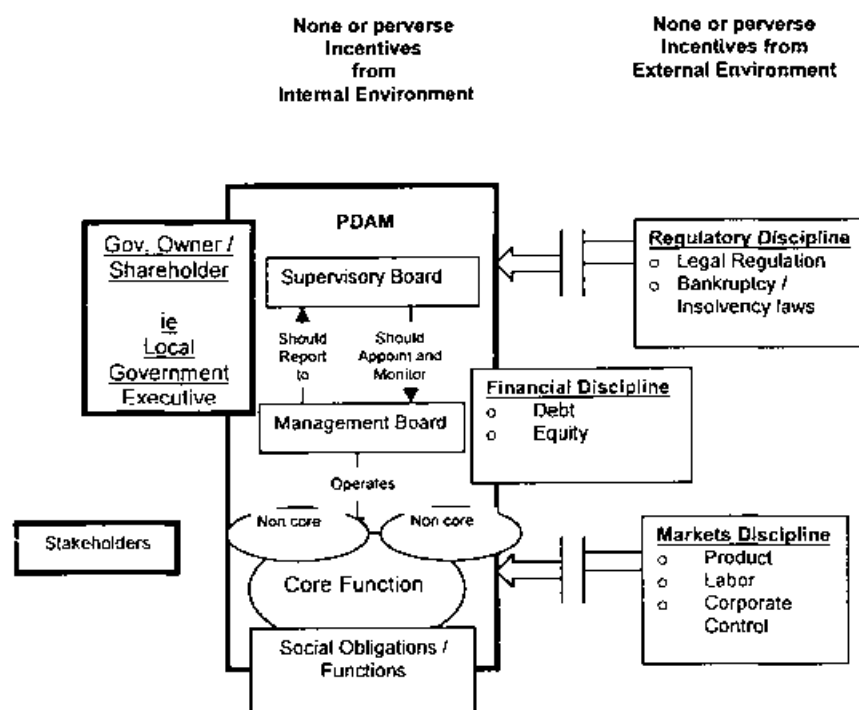 None or perverse
Incentives
from
Internal Environment
None or perverse
Incentives from
External Environment
PDAM
Gov. Owner /
Shareholder
ie
Local
Government
Executive
Supervisory Board
Should
Report
to
Should
Appoint and
Monitor
Management Board
Operates
Non core
Non core
Core Function
Social Obligations /
Functions
Stakeholders
Regulatory Discipline
o Legal Regulation
o Bankruptcy /
Insolvency laws
Financial Discipline
o Debt
o Equity
Markets Discipline
o Product
o Labor
o Corporate
Control